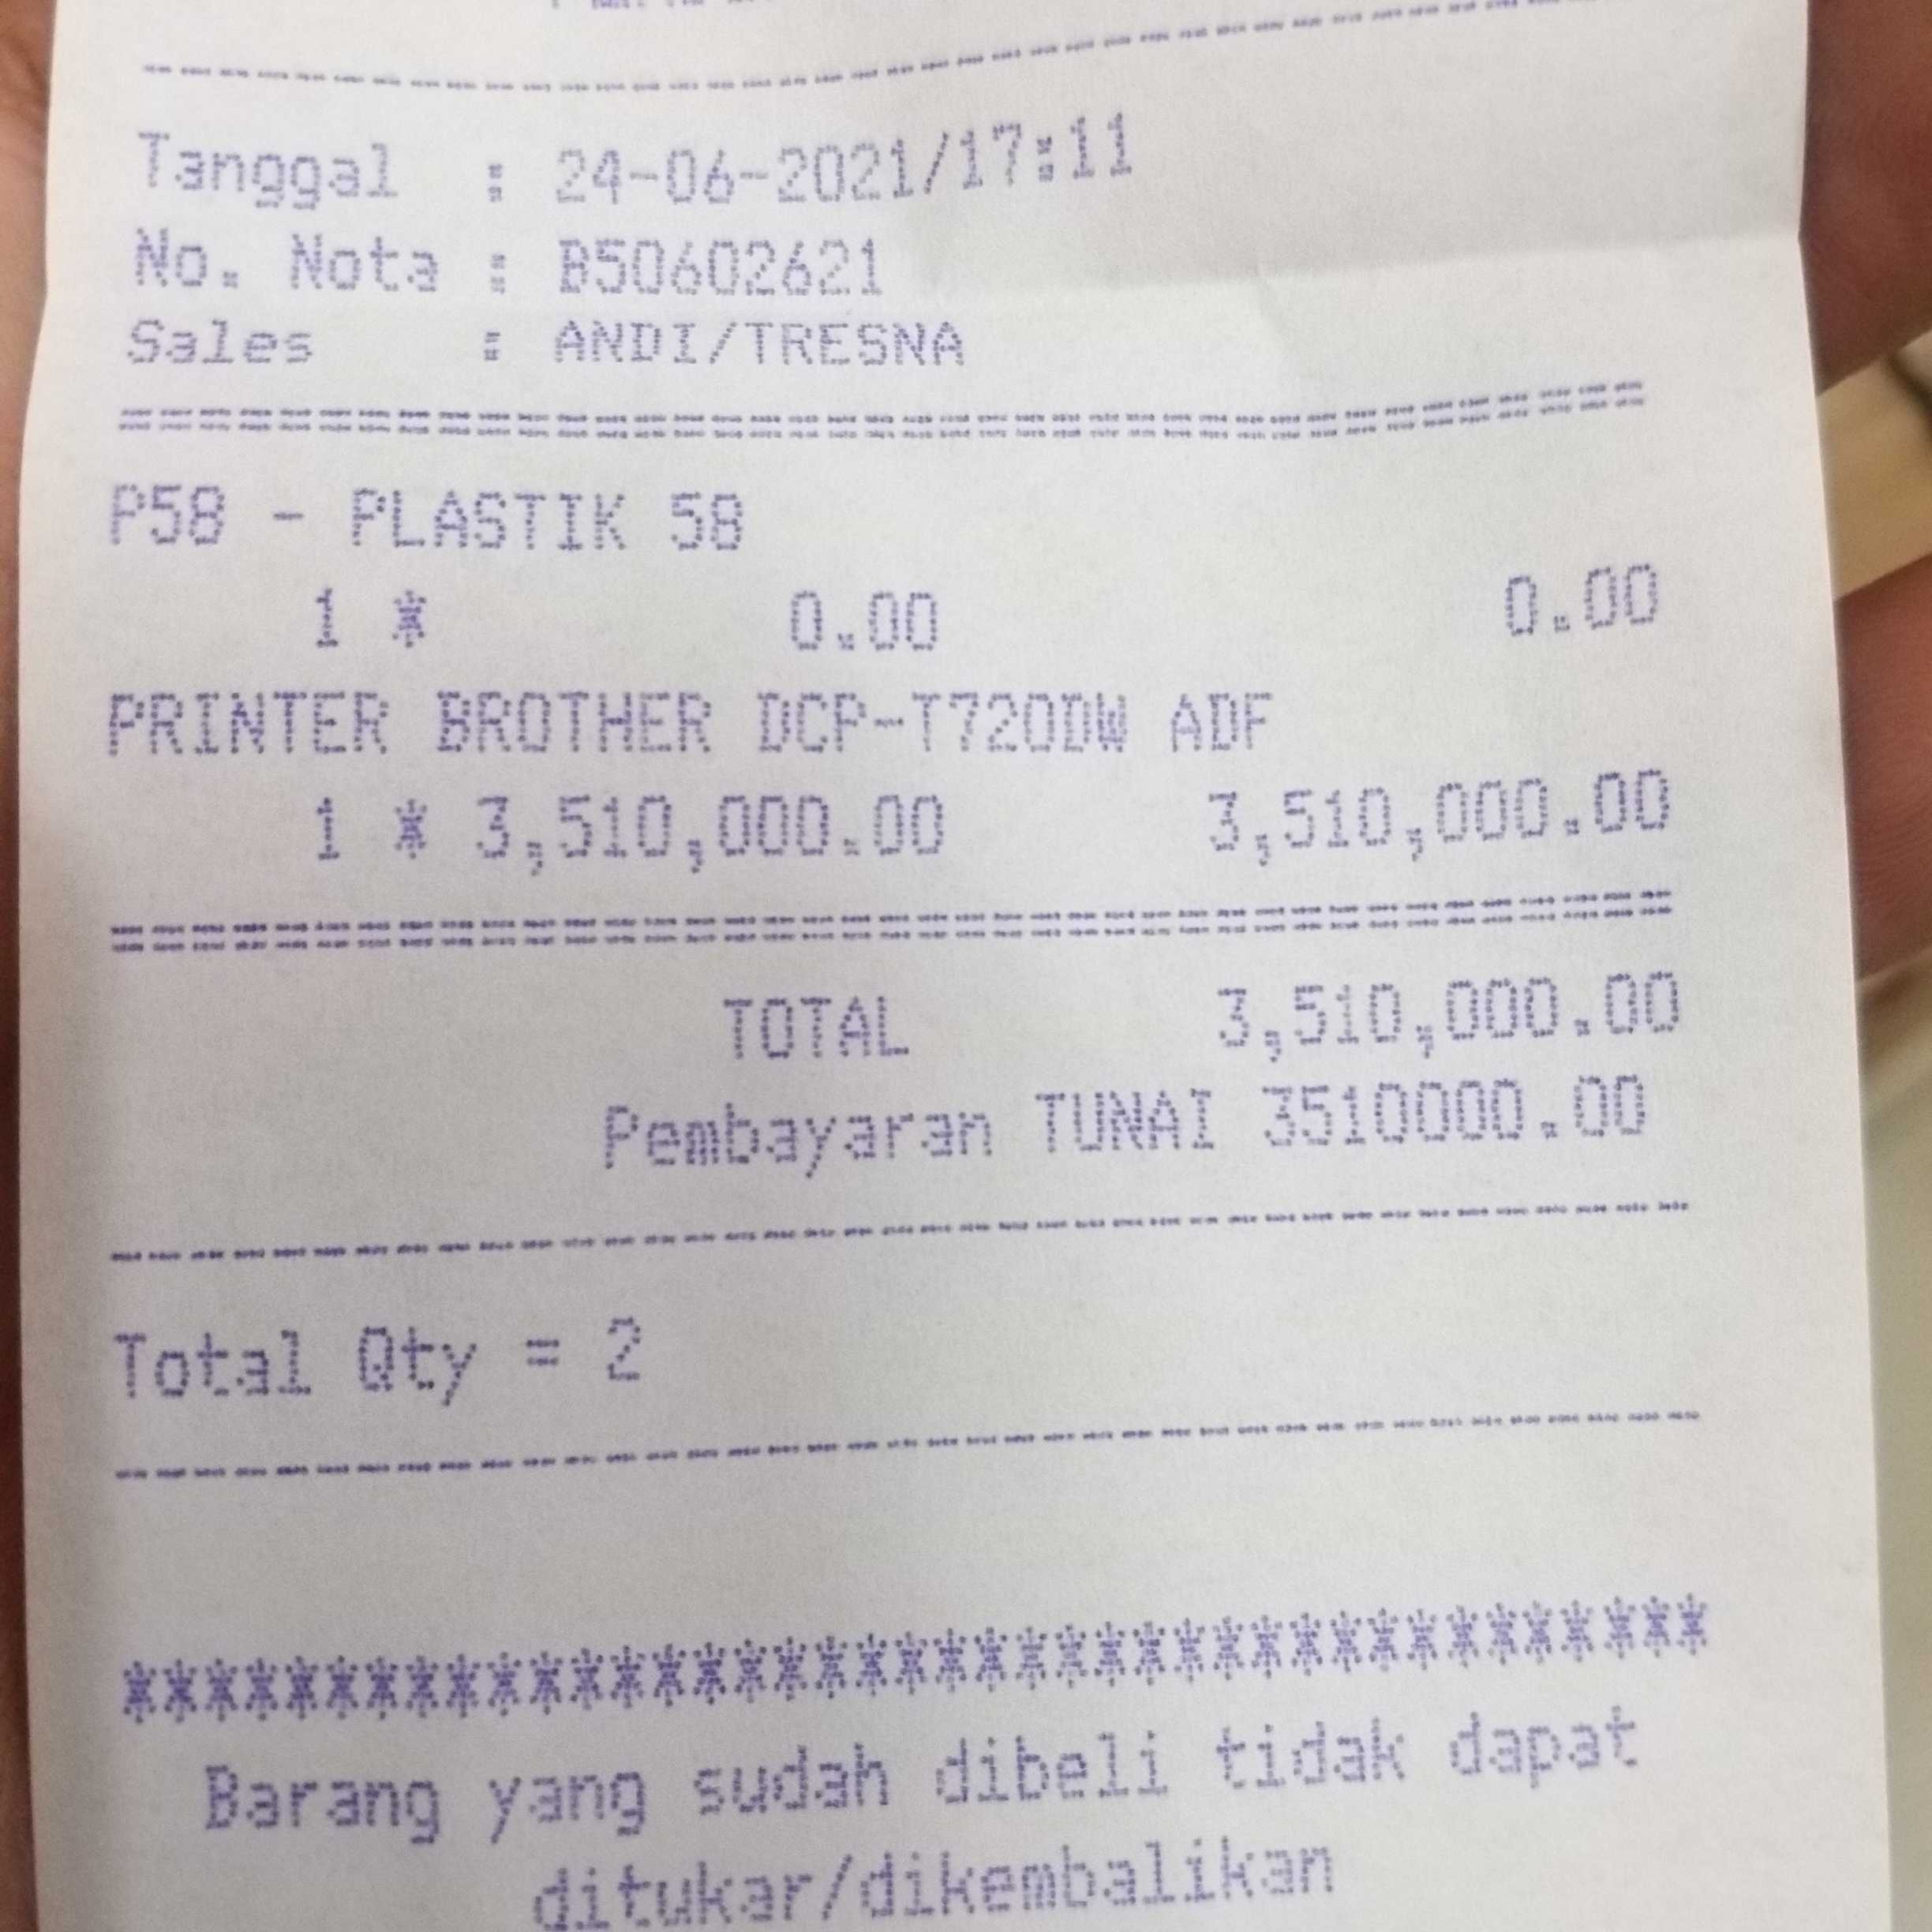 Tanggal : 24-06-2021/17:11
No. Nota : B50602621
Sales : ANDI/TRESNA
P58 - PLASTIK 58
1 * 0.00 0.00
PRINTER BROTHER DCP-T720DW ADF
1 * 3,510,000.00 3,510,000.00
TOTAL 3,510,000.00
Pembayaran TUNAI 3510000.00
Total Qty = 2
***************************************
Barang yang sudah dibeli tidak dapat
ditukar/dikembalikan